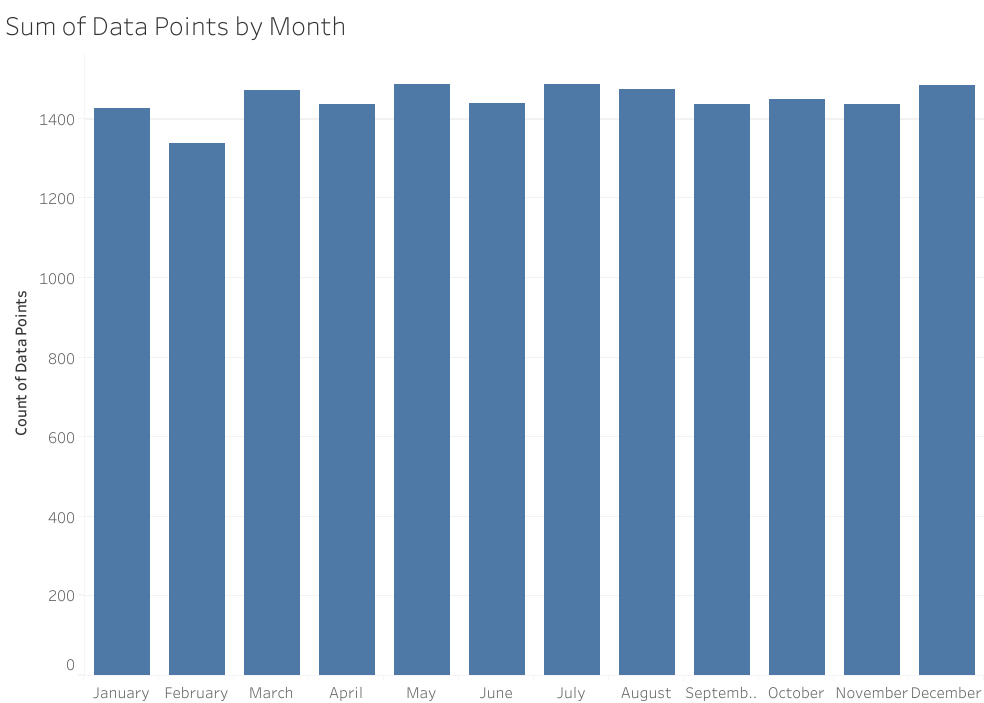 Sum of Data Points by Month
Count of Data Points
1400
1200
1000
800
600
400
200
0
January February March April May June July August Septemb.. October November December